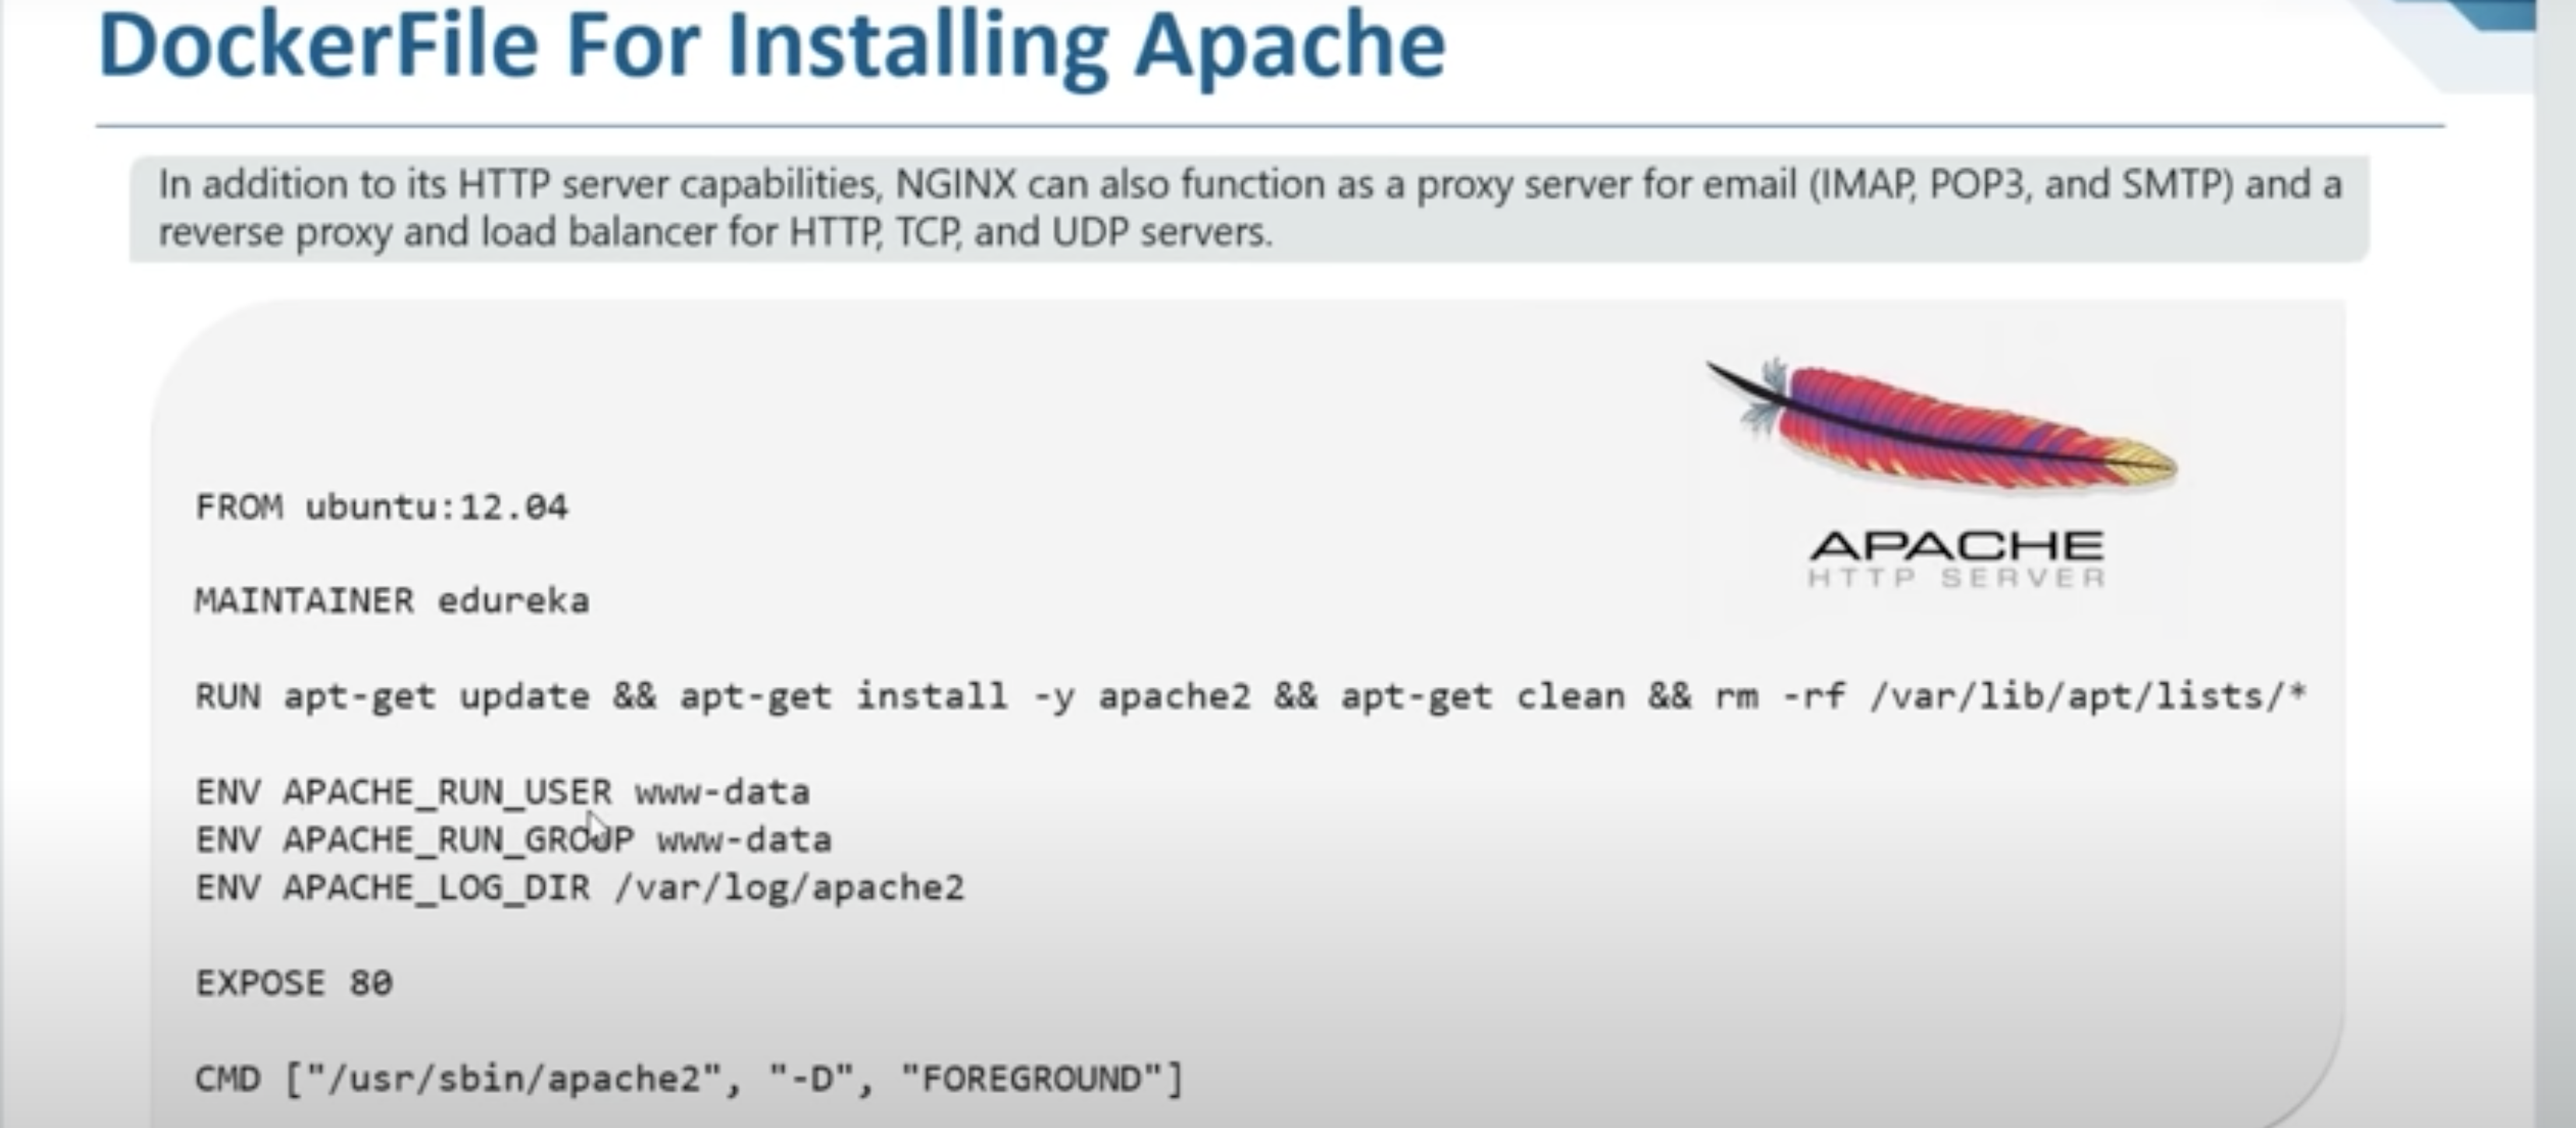 DockerFile For Installing Apache
In addition to its HTTP server capabilities, NGINX can also function as a proxy server for email (IMAP, POP3, and SMTP) and a
reverse proxy and load balancer for HTTP, TCP, and UDP servers.
APACHE
HTTP SERVER
FROM ubuntu:12.04
MAINTAINER edureka
RUN apt-get update && apt-get install -y apache2 && apt-get clean && rm -rf /var/lib/apt/lists/*
ENV APACHE_RUN_USER www-data
ENV APACHE_RUN_GROUP www-data
ENV APACHE_LOG_DIR /var/log/apache2
EXPOSE 80
CMD ["/usr/sbin/apache2", "-D", "FOREGROUND"]